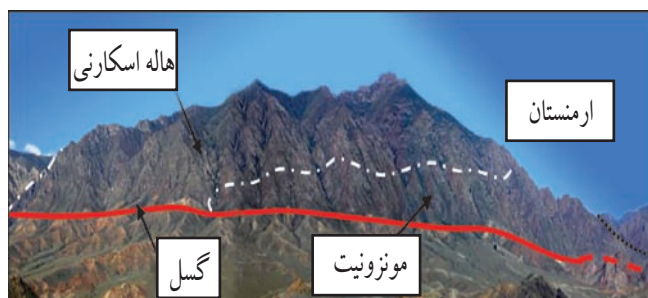 هاله اسکارنی
ارمنستان
گسل
مونزونیت